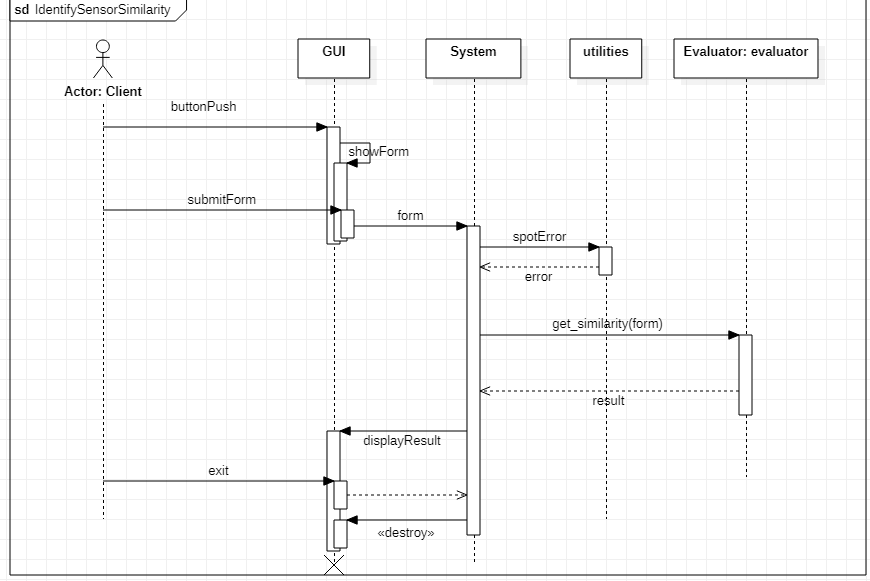 sd IdentifySensorSimilarity
GUI
System
utilities
Evaluator: evaluator
Actor: Client
buttonPush
showForm
submitForm
form
spotError
error
get_similarity(form)
result
displayResult
exit
«destroy»